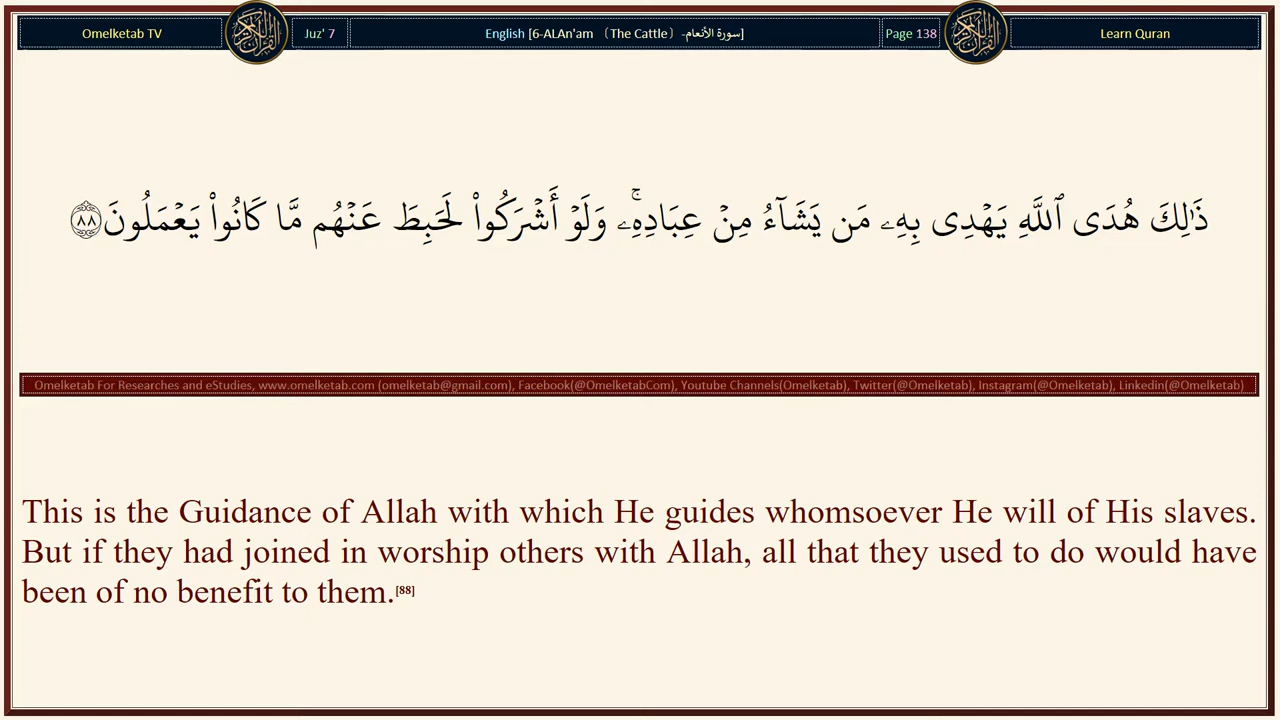 Omelketab TV
Juz' 7
English [6-ALAn'am (The Cattle) -سورة الأنعام]
Page 138
Learn Quran
ذَٰلِكَ هُدَى ٱللَّهِ يَهۡدِى بِهِۦ مَن يَشَآءُ مِنۡ عِبَادِهِۦۚ وَلَوۡ أَشۡرَكُواْ لَحَبِطَ عَنۡهُم مَّا كَانُواْ يَعۡمَلُونَ ٨٨
Omelketab For Researches and eStudies, www.omelketab.com (omelketab@gmail.com), Facebook(@OmelketabCom), Youtube Channels(Omelketab), Twitter(@Omelketab), Instagram(@Omelketab), Linkedin(@Omelketab)
This is the Guidance of Allah with which He guides whomsoever He will of His slaves.
But if they had joined in worship others with Allah, all that they used to do would have
been of no benefit to them.[88]